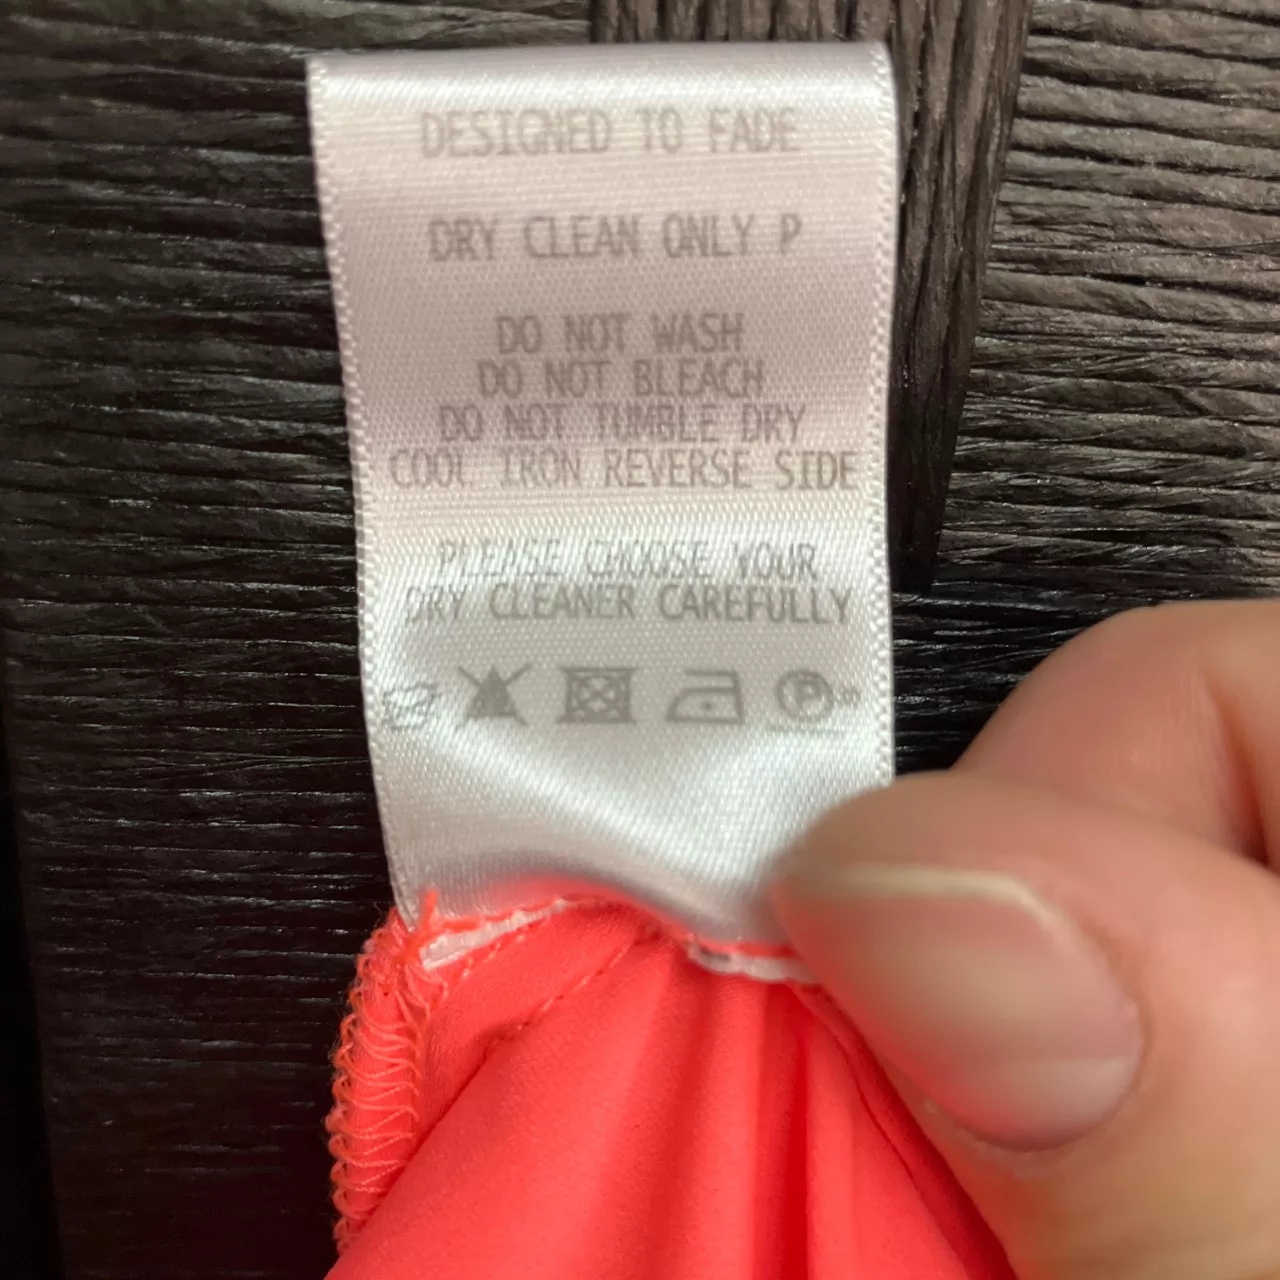 DESIGNED TO FADE
DRY CLEAN ONLY P
DO NOT WASH
DO NOT BLEACH
DO NOT TUMBLE DRY
COOL IRON REVERSE SIDE
PLEASE CHOOSE YOUR
DRY CLEANER CAREFULLY
P